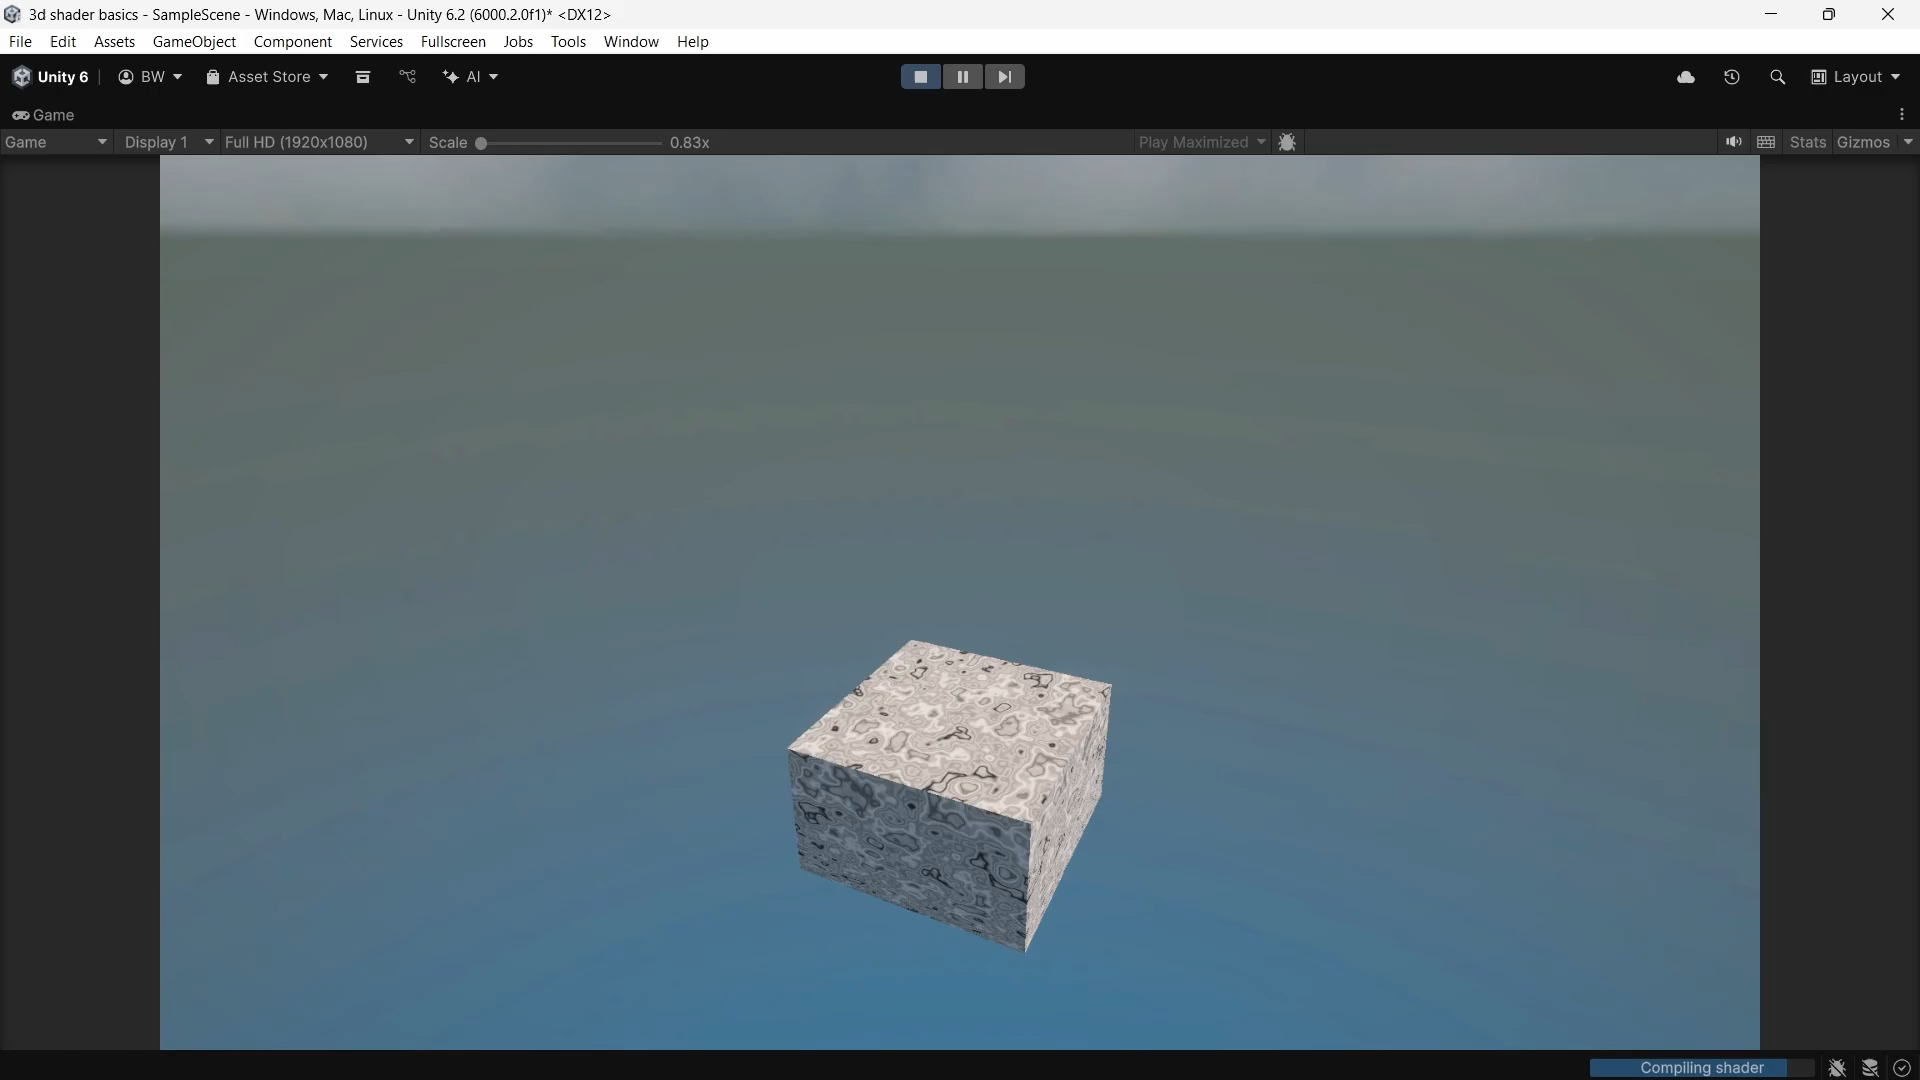 3d shader basics - SampleScene - Windows, Mac, Linux - Unity 6.2 (6000.2.0f1)* <DX12>
File Edit Assets GameObject Component Services Fullscreen Jobs Tools Window Help
Unity 6 BW Asset Store AI Layout
Game
Game Display 1 Full HD (1920x1080) Scale 0.83x Play Maximized Stats Gizmos
Compiling shader